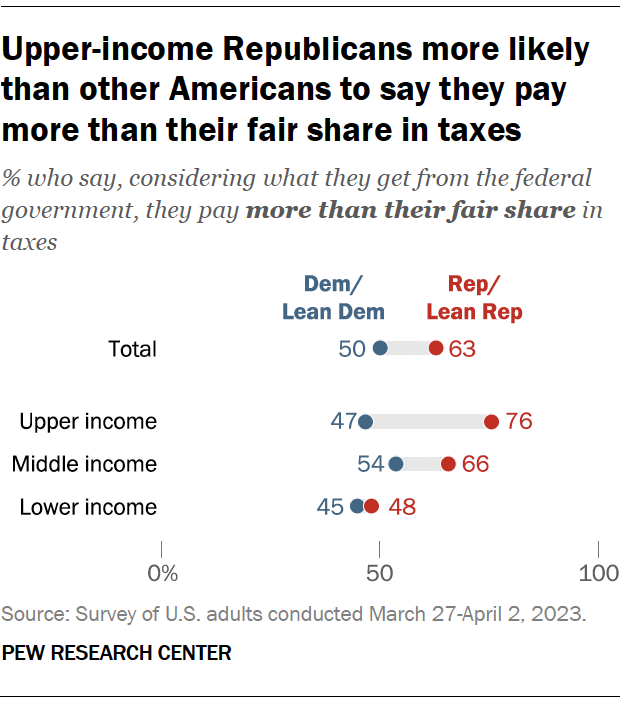 Upper-income Republicans more likely
than other Americans to say they pay
more than their fair share in taxes
% who say, considering what they get from the federal
government, they pay more than their fair share in
taxes
Dem/ Rep/
Lean Dem Lean Rep
Total 50 63
Upper income 47 76
Middle income 54 66
Lower income 45 48
0% 50 100
Source: Survey of U.S. adults conducted March 27-April 2, 2023.
PEW RESEARCH CENTER